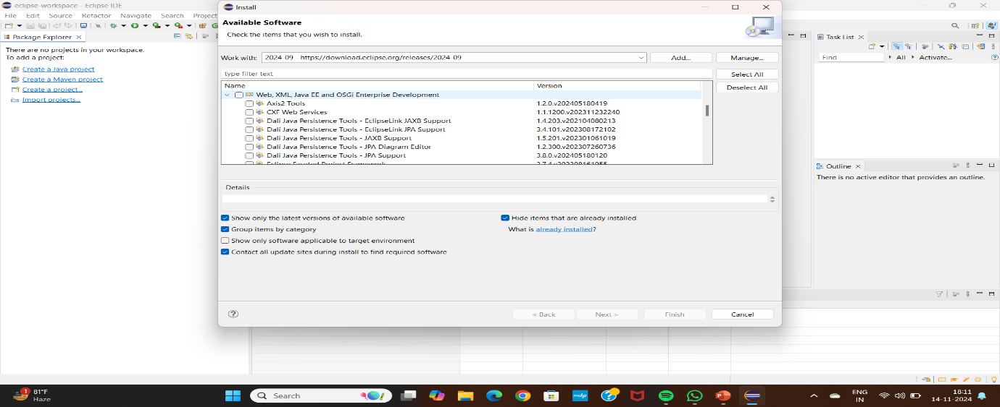 eclipse-workspace - Eclipse IDE
File Edit Source Refactor Navigate Search Project
Package Explorer
There are no projects in your workspace.
To add a project:
Create a Java project
Create a Maven project
Create a project...
Import projects...
Install
Available Software
Check the items that you wish to install.
Work with: 2024-09 - https://download.eclipse.org/releases/2024-09 Add... Manage...
type filter text Select All
Deselect All
Name Version
Web, XML, Java EE and OSGi Enterprise Development
Axis2 Tools 1.2.0.v202405180419
CXF Web Services 1.1.1200.v202311232240
Dali Java Persistence Tools - EclipseLink JAXB Support 1.4.203.v202104080213
Dali Java Persistence Tools - EclipseLink JPA Support 3.4.101.v202308172102
Dali Java Persistence Tools - JAXB Support 1.5.201.v202301061019
Dali Java Persistence Tools - JPA Diagram Editor 1.2.300.v202307260736
Dali Java Persistence Tools - JPA Support 3.8.0.v202405180120
Details
Show only the latest versions of available software
Hide items that are already installed
Group items by category
What is already installed?
Show only software applicable to target environment
Contact all update sites during install to find required software
< Back Next > Finish Cancel
Task List
Find All Activate...
Outline
There is no active editor that provides an outline.
1 81°F
Haze
Search
mhp
ENG
IN
18:11
14-11-2024